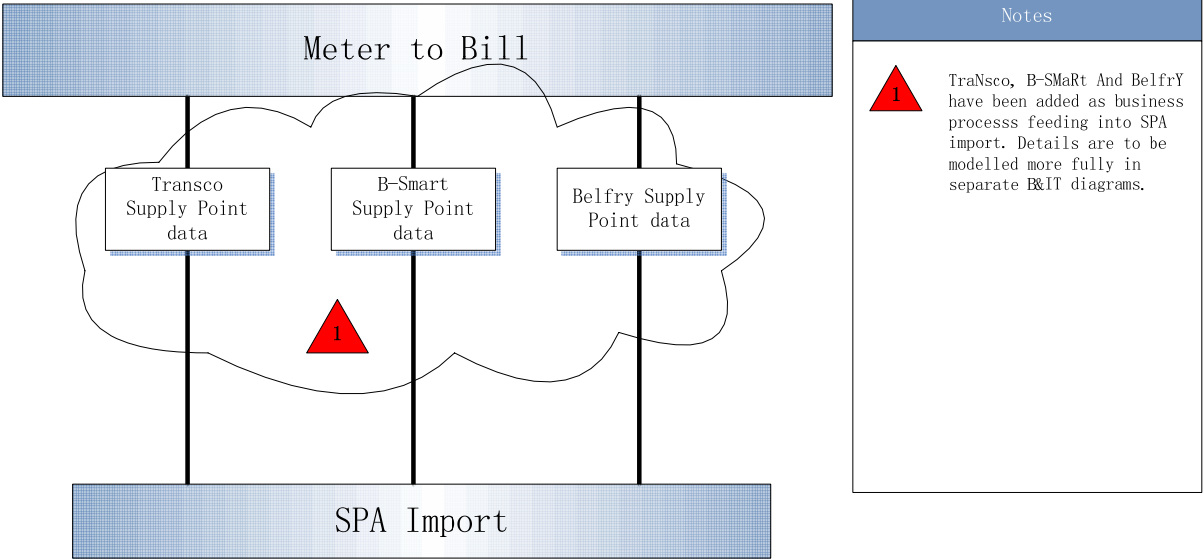 Meter to Bill
Transco
Supply Point
data
B-Smart
Supply Point
data
Belfry Supply
Point data
1
SPA Import
Notes
1
TraNsco, B-SMaRt And BelfrY
have been added as business
processs feeding into SPA
import. Details are to be
modelled more fully in
separate B&IT diagrams.